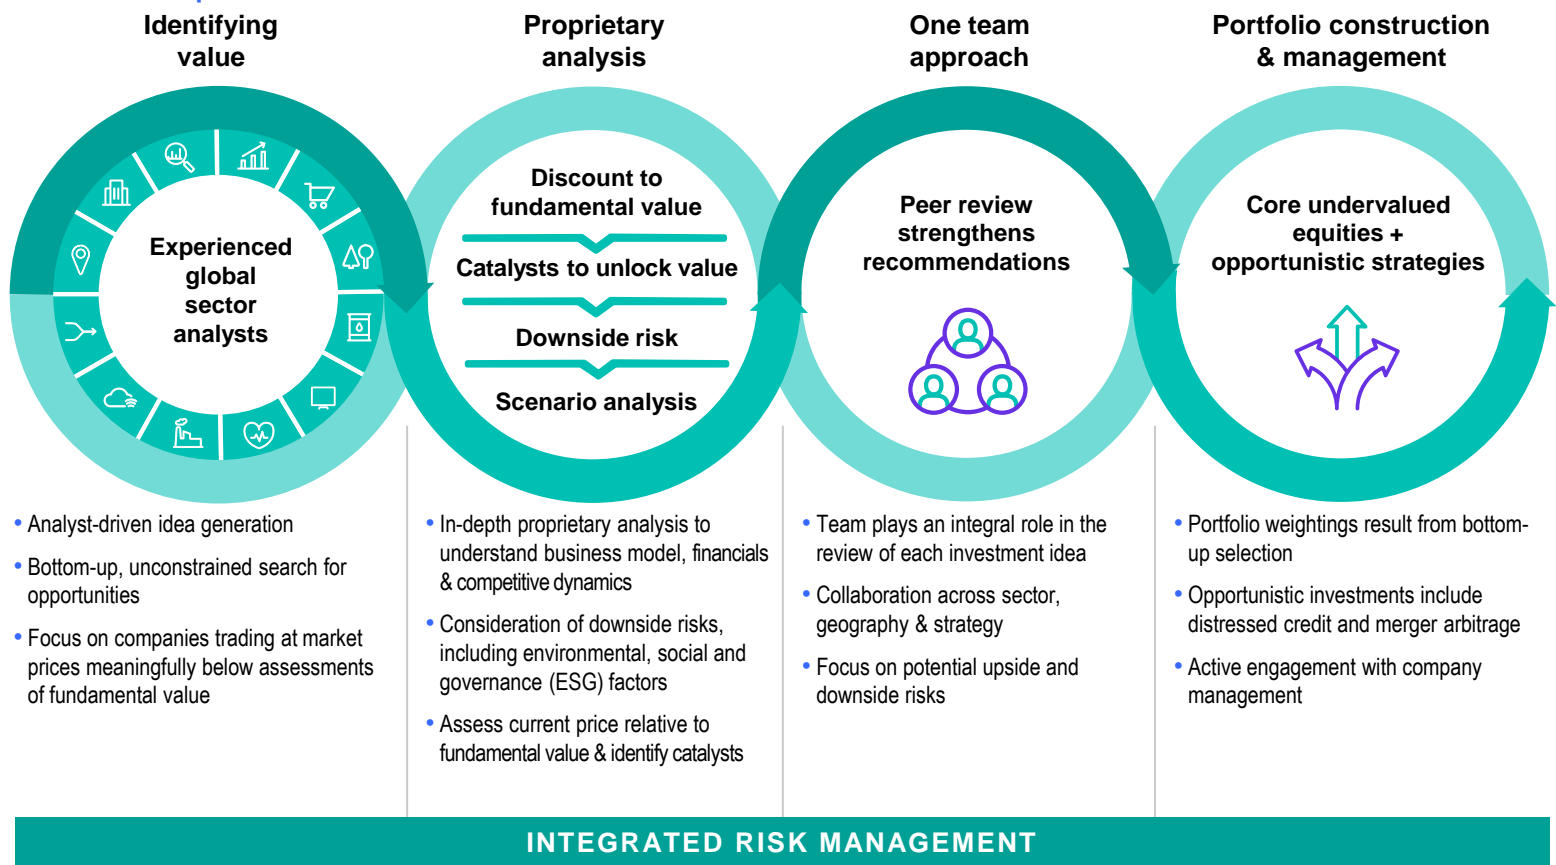 Identifying
value
Proprietary
analysis
One team
approach
Portfolio construction
& management
Experienced
global
sector
analysts
Discount to
fundamental value
Catalysts to unlock value
Downside risk
Scenario analysis
Peer review
strengthens
recommendations
Core undervalued
equities +
opportunistic strategies
• Analyst-driven idea generation
• Bottom-up, unconstrained search for
opportunities
• Focus on companies trading at market
prices meaningfully below assessments
of fundamental value
• In-depth proprietary analysis to
understand business model, financials
& competitive dynamics
• Consideration of downside risks,
including environmental, social and
governance (ESG) factors
• Assess current price relative to
fundamental value & identify catalysts
• Team plays an integral role in the
review of each investment idea
• Collaboration across sector,
geography & strategy
• Focus on potential upside and
downside risks
• Portfolio weightings result from bottom-
up selection
• Opportunistic investments include
distressed credit and merger arbitrage
• Active engagement with company
management
INTEGRATED RISK MANAGEMENT